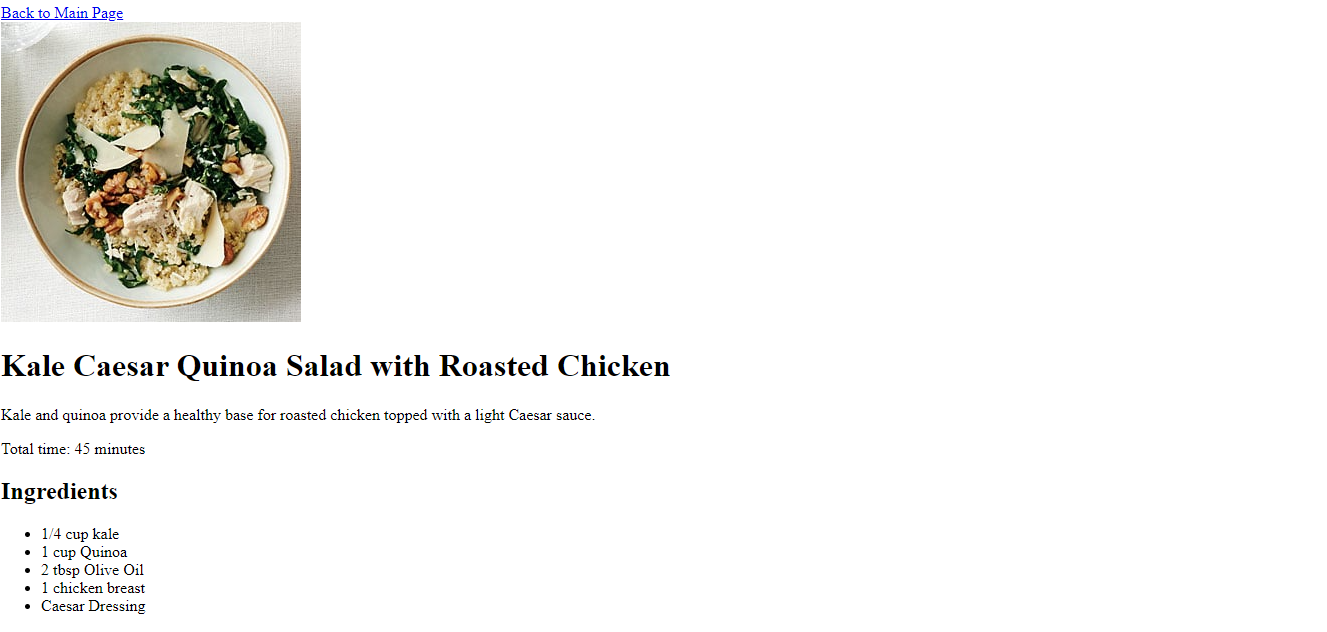 Back to Main Page
Kale Caesar Quinoa Salad with Roasted Chicken
Kale and quinoa provide a healthy base for roasted chicken topped with a light Caesar sauce.
Total time: 45 minutes
Ingredients
1/4 cup kale
1 cup Quinoa
2 tbsp Olive Oil
1 chicken breast
Caesar Dressing